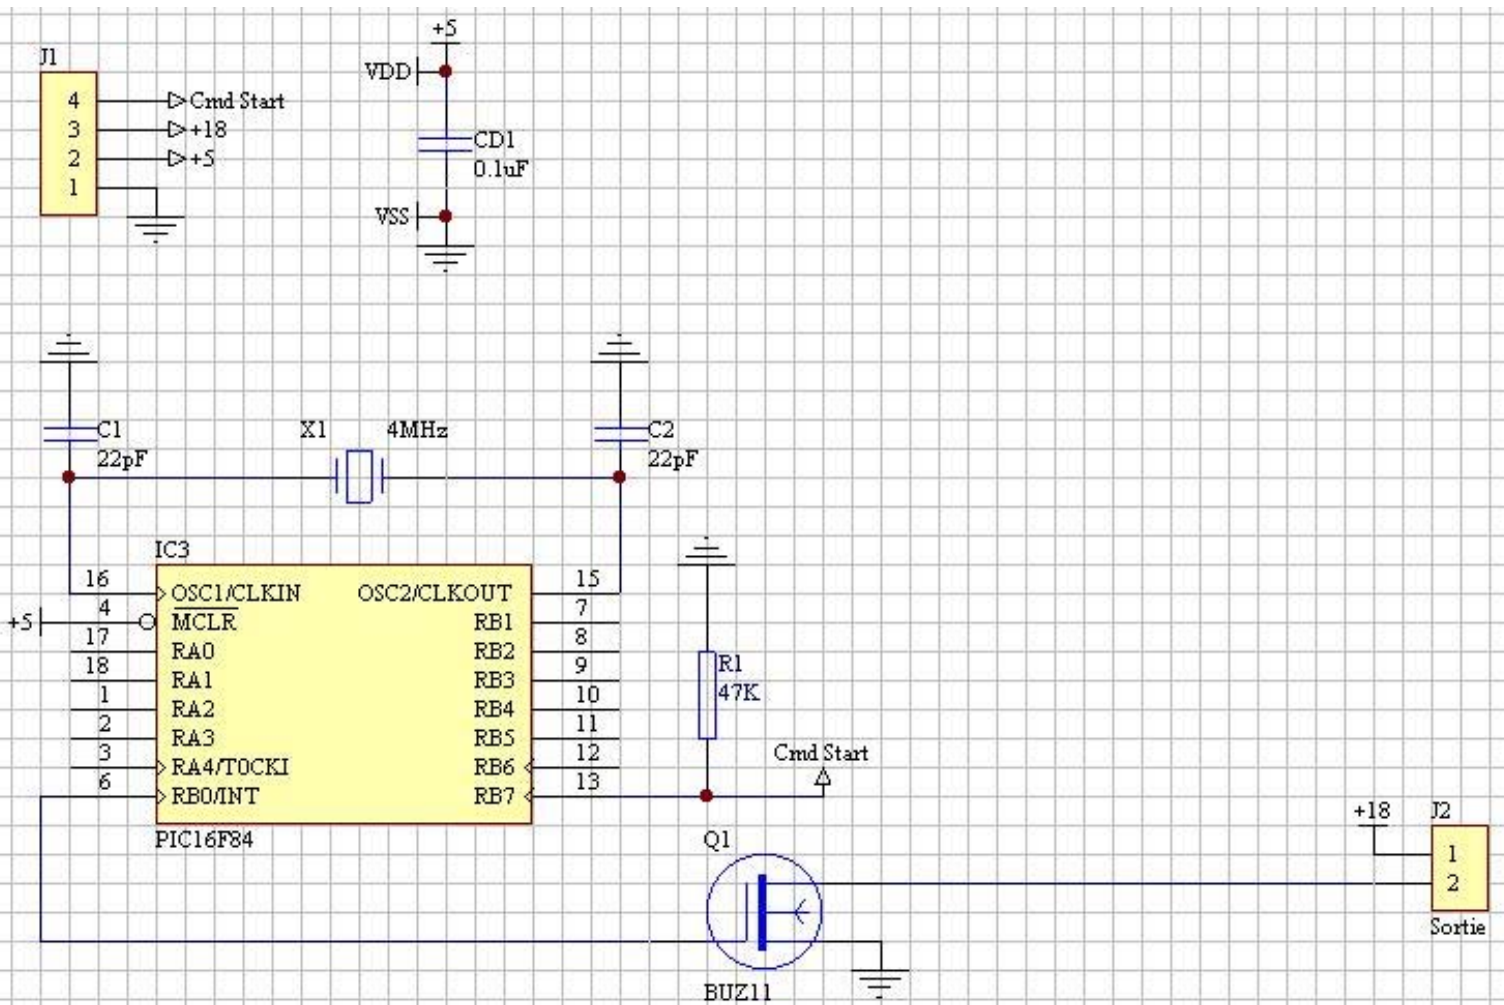 +5
J1
VDD
4
Cmd Start
3
+18
2
+5
1
CD1
0.1uF
VSS
C1
22pF
X1
4MHz
C2
22pF
IC3
16
OSC1/CLKIN
OSC2/CLKOUT
15
+5
4
MCLR
RB1
7
17
RA0
RB2
8
18
RA1
RB3
9
1
RA2
RB4
10
2
RA3
RB5
11
3
RA4/T0CKI
RB6
12
6
RB0/INT
RB7
13
PIC16F84
R1
47K
Cmd Start
Q1
BUZ11
+18
J2
1
2
Sortie